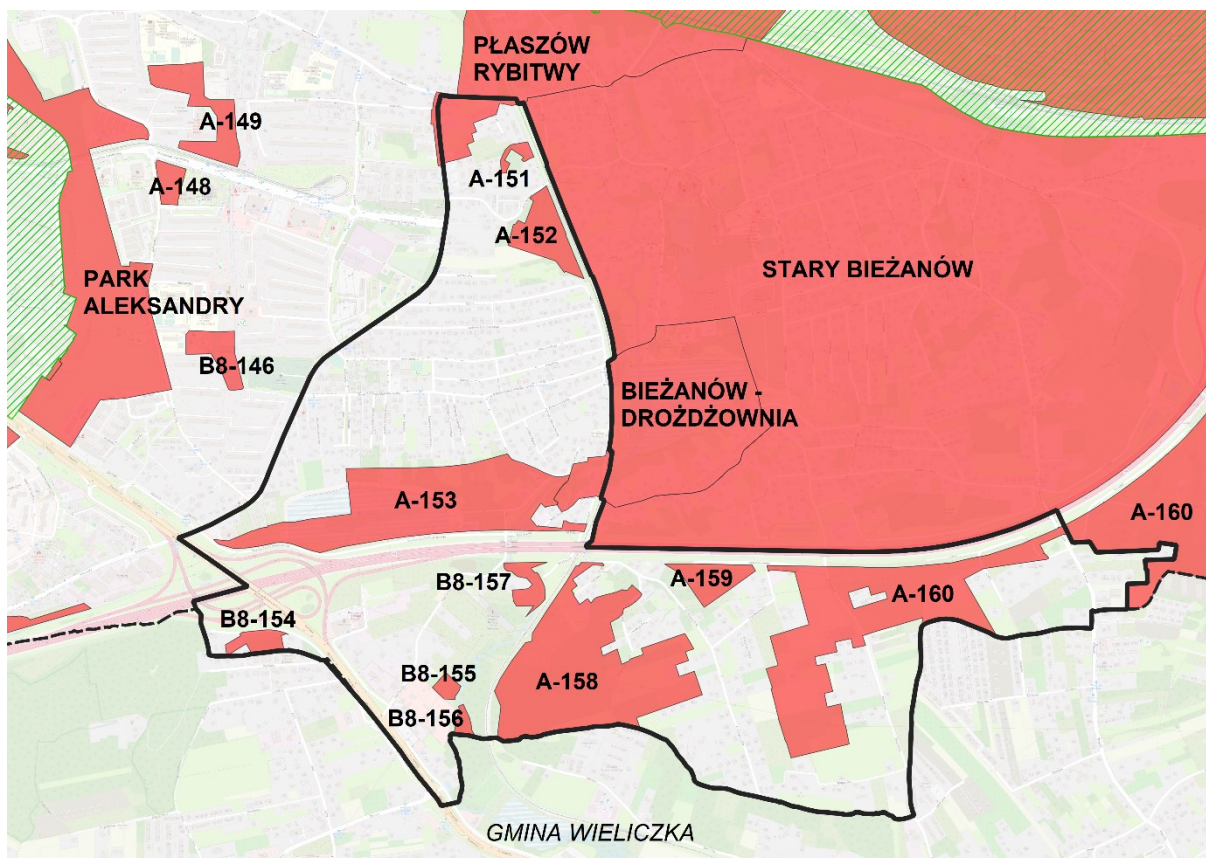 PŁASZÓW
RYBITWY
A-149
A-148
A-151
A-152
PARK
ALEKSANDRY
STARY BIEŻANÓW
B8-146
BIEŻANÓW -
DROŻDŻOWNIA
A-153
A-160
B8-157
A-159
A-160
B8-154
B8-155
A-158
B8-156
GMINA WIELICZKA